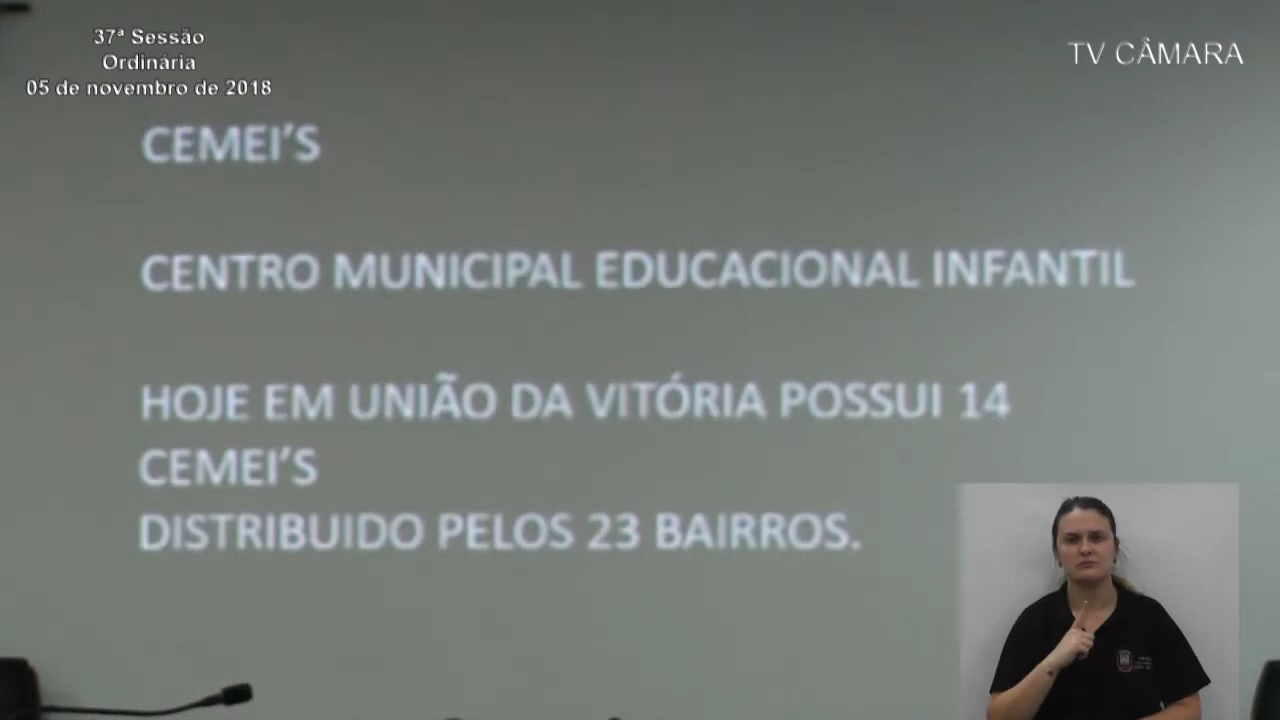 37ª Sessão
Ordinária
05 de novembro de 2018
TV CÂMARA
CEMEI'S
CENTRO MUNICIPAL EDUCACIONAL INFANTIL
HOJE EM UNIÃO DA VITÓRIA POSSUI 14
CEMEI'S
DISTRIBUIDO PELOS 23 BAIRROS.